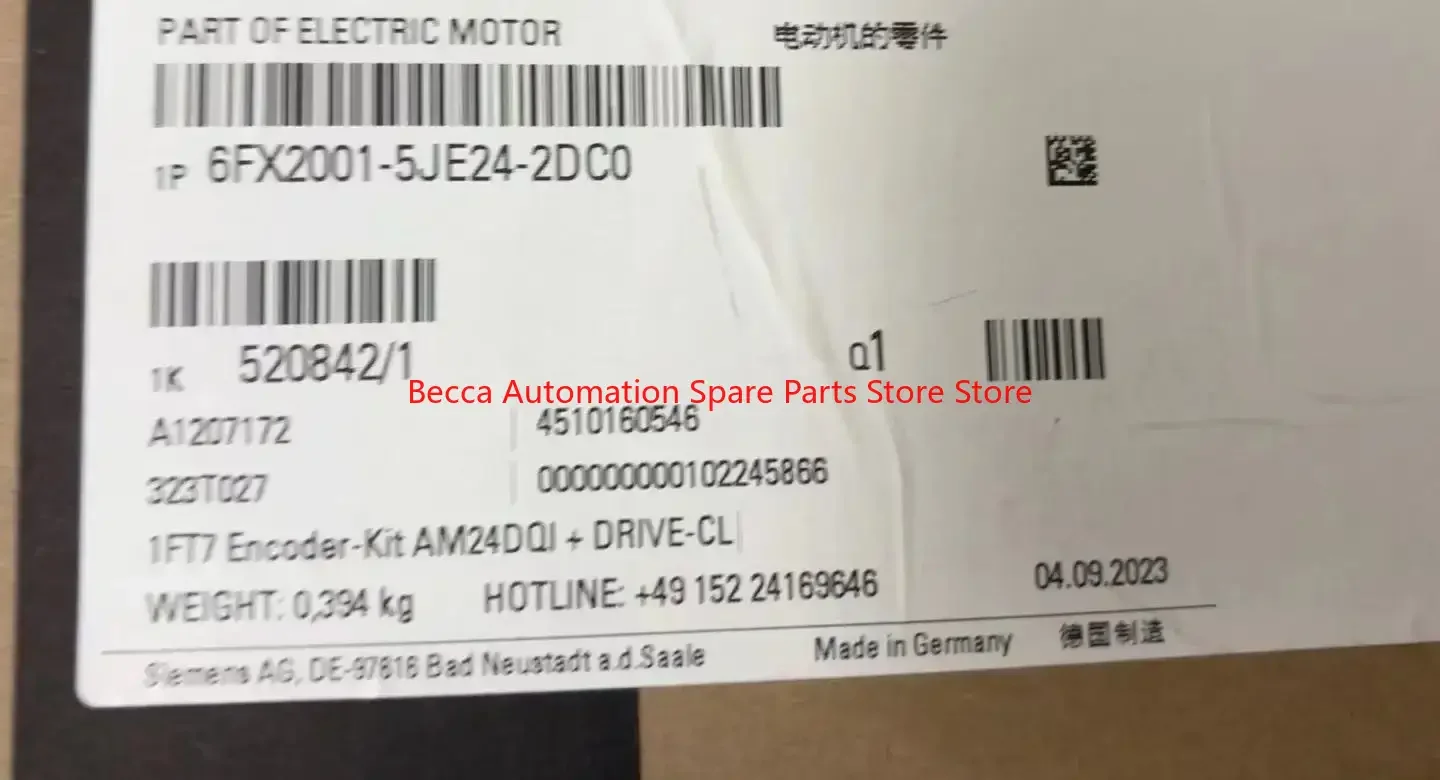 PART OF ELECTRIC MOTOR 电动机的零件
1P 6FX2001-5JE24-2DC0
1K 520842/1 Q1
Becca Automation Spare Parts Store Store
A1207172 4510160546
323T027 000000000102245866
1FT7 Encoder-Kit AM24DQI + DRIVE-CL
WEIGHT: 0,394 kg HOTLINE: +49 152 24169646 04.09.2023
Siemens AG, DE-97616 Bad Neustadt a.d.Saale Made in Germany 德国制造